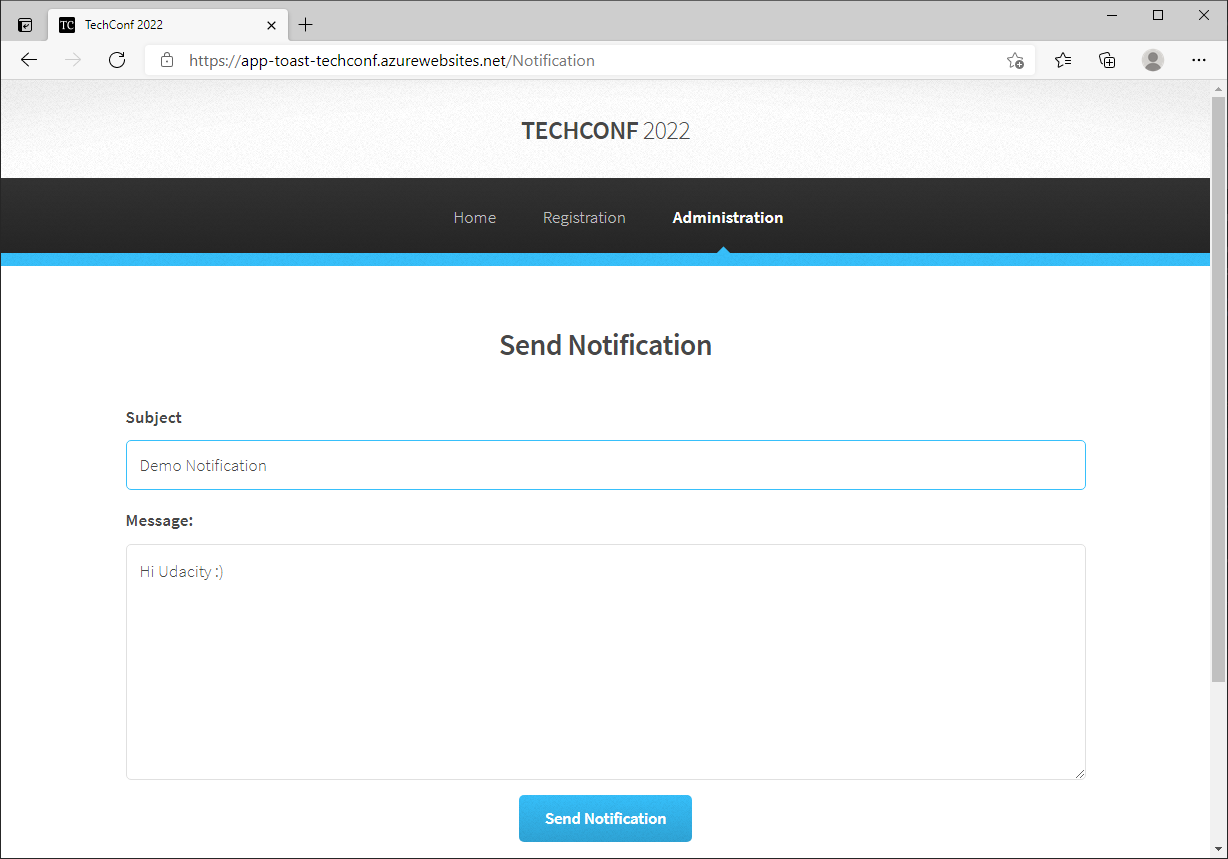 TC TechConf 2022
https://app-toast-techconf.azurewebsites.net/Notification
TECHCONF 2022
Home Registration Administration
Send Notification
Subject
Demo Notification
Message:
Hi Udacity :)
Send Notification